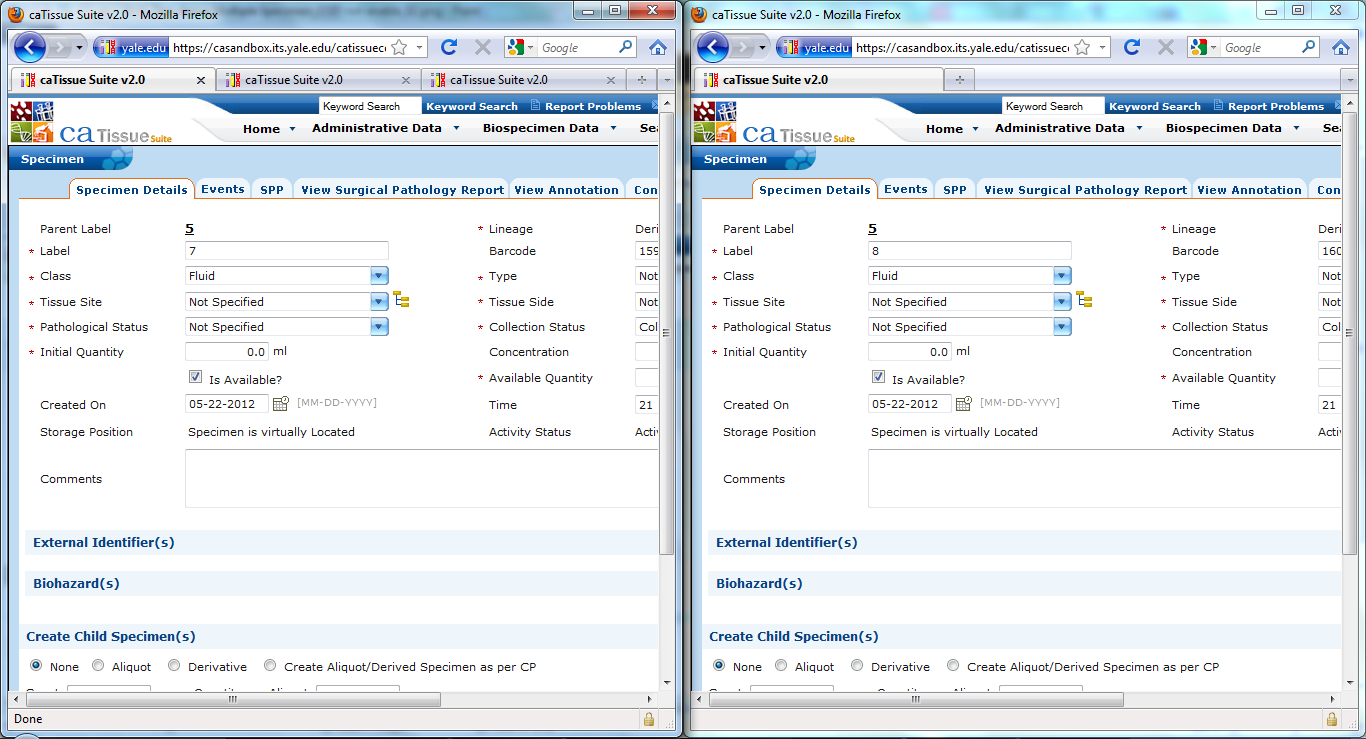 caTissue Suite v2.0 - Mozilla Firefox
yale.edu https://casandbox.its.yale.edu/catissuec Google
caTissue Suite v2.0 caTissue Suite v2.0 caTissue Suite v2.0
Keyword Search Keyword Search Report Problems
ca Tissue Suite Home Administrative Data Biospecimen Data Sea
Specimen
Specimen Details Events SPP View Surgical Pathology Report View Annotation Con
Parent Label 5 * Lineage Deri
* Label 7 Barcode 159
* Class Fluid * Type Not
* Tissue Site Not Specified * Tissue Side Not
* Pathological Status Not Specified * Collection Status Col
* Initial Quantity 0.0 ml Concentration
Is Available? * Available Quantity
Created On 05-22-2012 [MM-DD-YYYY] Time 21
Storage Position Specimen is virtually Located Activity Status Activ
Comments
External Identifier(s)
Biohazard(s)
Create Child Specimen(s)
None Aliquot Derivative Create Aliquot/Derived Specimen as per CP
Done
caTissue Suite v2.0 - Mozilla Firefox
yale.edu https://casandbox.its.yale.edu/catissuec Google
caTissue Suite v2.0
Keyword Search Keyword Search Report Problems
ca Tissue Suite Home Administrative Data Biospecimen Data Sea
Specimen
Specimen Details Events SPP View Surgical Pathology Report View Annotation Con
Parent Label 5 * Lineage Deri
* Label 8 Barcode 160
* Class Fluid * Type Not
* Tissue Site Not Specified * Tissue Side Not
* Pathological Status Not Specified * Collection Status Col
* Initial Quantity 0.0 ml Concentration
Is Available? * Available Quantity
Created On 05-22-2012 [MM-DD-YYYY] Time 21
Storage Position Specimen is virtually Located Activity Status Activ
Comments
External Identifier(s)
Biohazard(s)
Create Child Specimen(s)
None Aliquot Derivative Create Aliquot/Derived Specimen as per CP